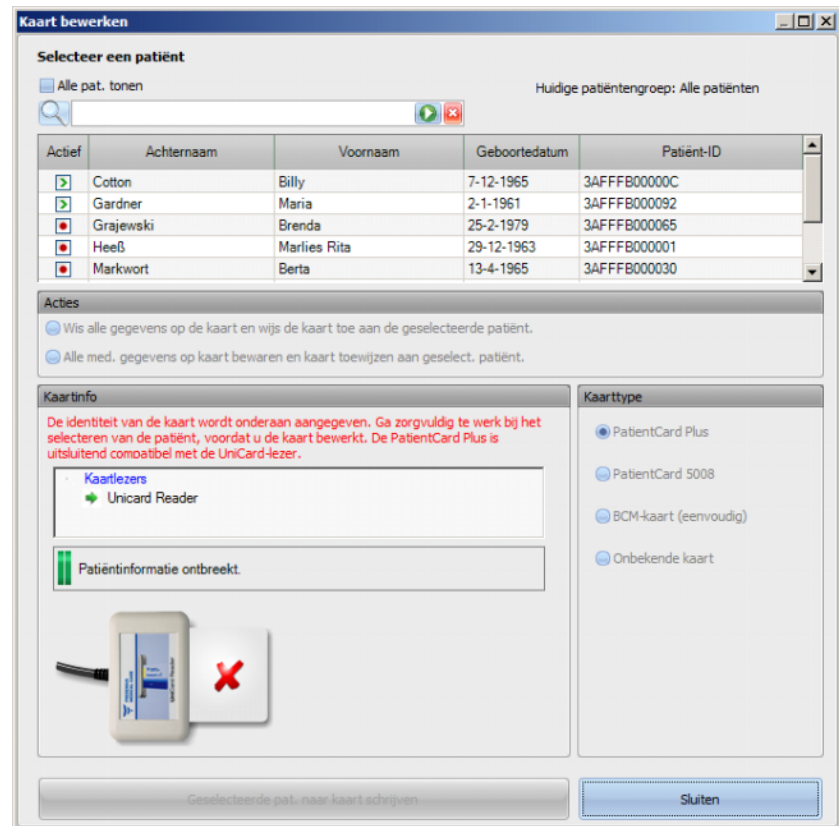 Kaart bewerken
Selecteer een patiënt
Alle pat. tonen
Huidige patiëntengroep: Alle patiënten
Actief Achternaam Voornaam Geboortedatum Patiënt-ID
Cotton Billy 7-12-1965 3AFFFB00000C
Gardner Maria 2-1-1961 3AFFFB000092
Grajewski Brenda 25-2-1979 3AFFFB000065
Heeß Marlies Rita 29-12-1963 3AFFFB000001
Markwort Berta 13-4-1965 3AFFFB000030
Acties
Wis alle gegevens op de kaart en wijs de kaart toe aan de geselecteerde patiënt.
Alle med. gegevens op kaart bewaren en kaart toewijzen aan geselect. patiënt.
Kaartinfo
De identiteit van de kaart wordt onderaan aangegeven. Ga zorgvuldig te werk bij het
selecteren van de patiënt, voordat u de kaart bewerkt. De PatientCard Plus is
uitsluitend compatibel met de UniCard-lezer.
Kaartlezers
Unicard Reader
Patiëntinformatie ontbreekt.
UniCard Reader
Kaarttype
PatientCard Plus
PatientCard 5008
BCM-kaart (eenvoudig)
Onbekende kaart
Geselecteerde pat. naar kaart schrijven
Sluiten